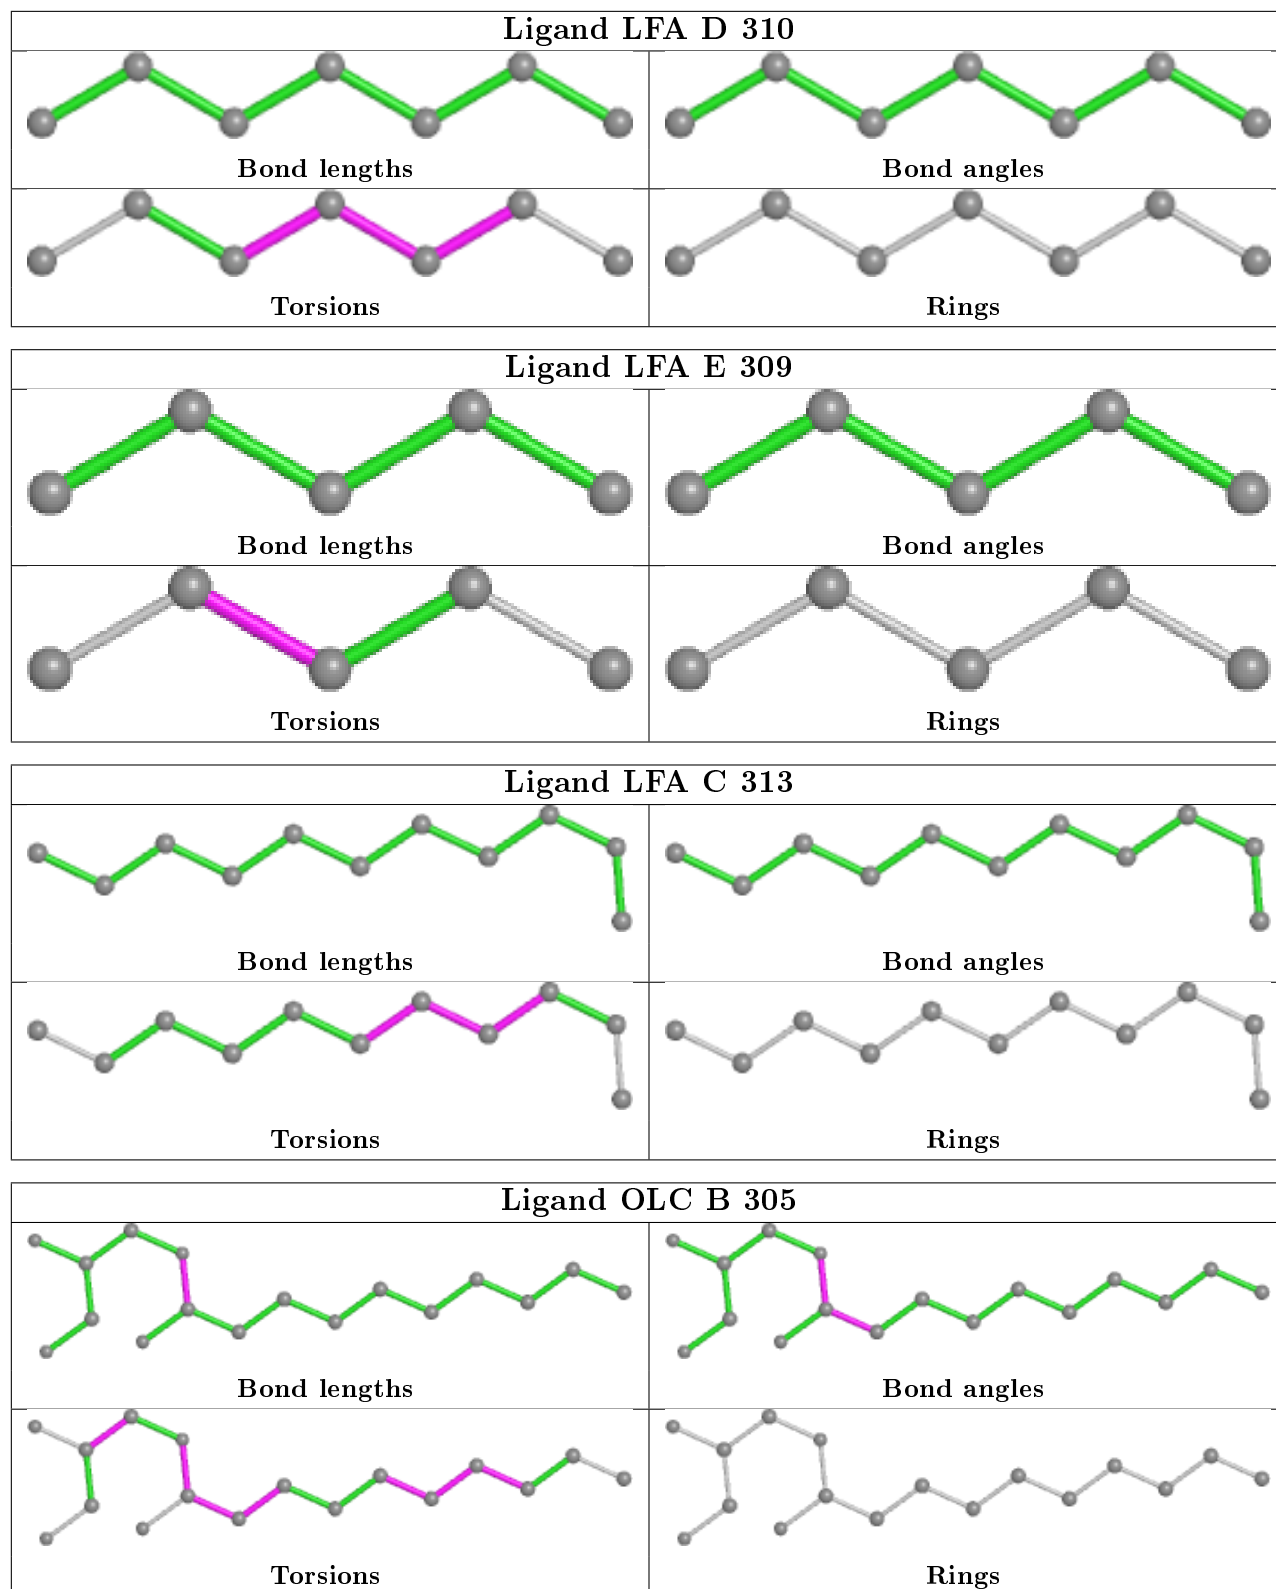 Ligand LFA D 310
Bond lengths Bond angles
Torsions Rings
Ligand LFA E 309
Bond lengths Bond angles
Torsions Rings
Ligand LFA C 313
Bond lengths Bond angles
Torsions Rings
Ligand OLC B 305
Bond lengths Bond angles
Torsions Rings